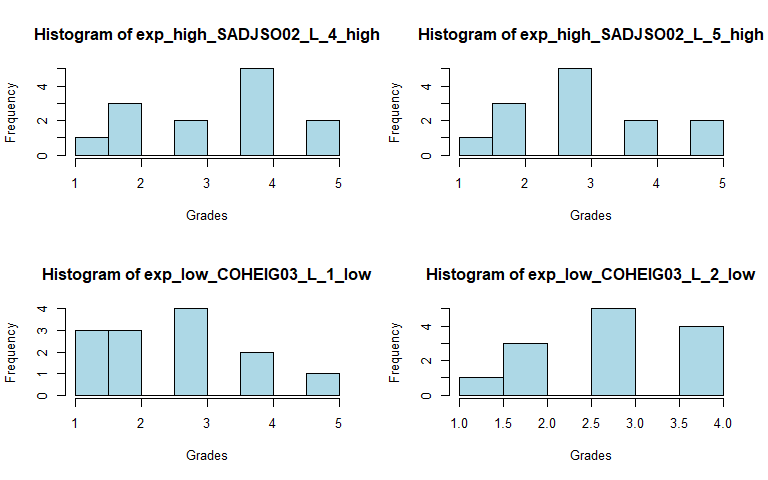 Histogram of exp_high_SADJSO02_L_4_high
Frequency
0 2 4
1 2 3 4 5
Grades
Histogram of exp_high_SADJSO02_L_5_high
Frequency
0 2 4
1 2 3 4 5
Grades
Histogram of exp_low_COHEIG03_L_1_low
Frequency
0 1 2 3 4
1 2 3 4 5
Grades
Histogram of exp_low_COHEIG03_L_2_low
Frequency
0 2 4
1.0 1.5 2.0 2.5 3.0 3.5 4.0
Grades